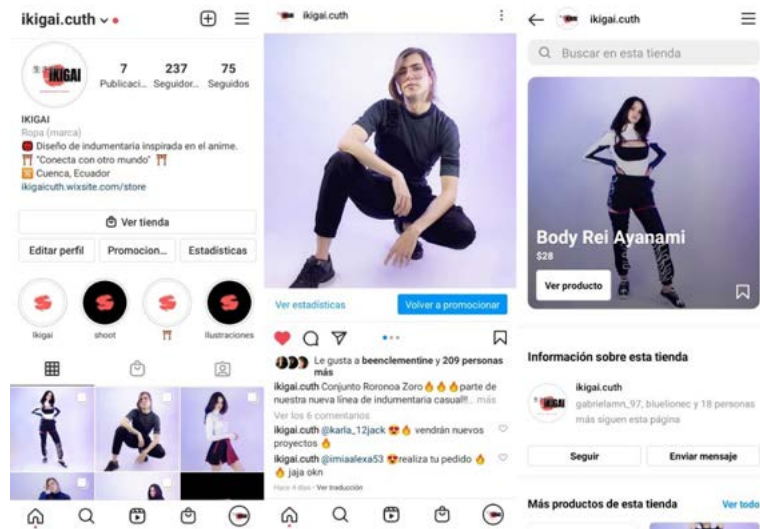 ikigai.cuth
7 237 75
Publicaci... Seguidor... Seguidos
IKIGAI
IKIGAI
Ropa (marca)
Diseño de indumentaria inspirada en el anime.
"Conecta con otro mundo"
Cuenca, Ecuador
ikigaicuth.wixsite.com/store
Ver tienda
Editar perfil Promocion... Estadísticas
Ikigai shoot Ilustraciones
ikigai.cuth
Ver estadísticas Volver a promocionar
Le gusta a beenclementine y 209 personas
más
ikigai.cuth Conjunto Roronoa Zoro🔥🔥🔥parte de
nuestra nueva línea de indumentaria casual!!... más
Ver los 6 comentarios
ikigai.cuth @karla_12jack 😍🔥 vendrán nuevos
proyectos 🔥
ikigai.cuth @imiaalexa53 😍realiza tu pedido 🔥
🔥 jaja okn
Hace 4 días · Ver traducción
ikigai.cuth
Buscar en esta tienda
Body Rei Ayanami
$28
Ver producto
Información sobre esta tienda
IKIGAI
ikigai.cuth
gabrielamn_97, bluelionec y 18 personas
más siguen esta página
Seguir Enviar mensaje
Más productos de esta tienda Ver todo